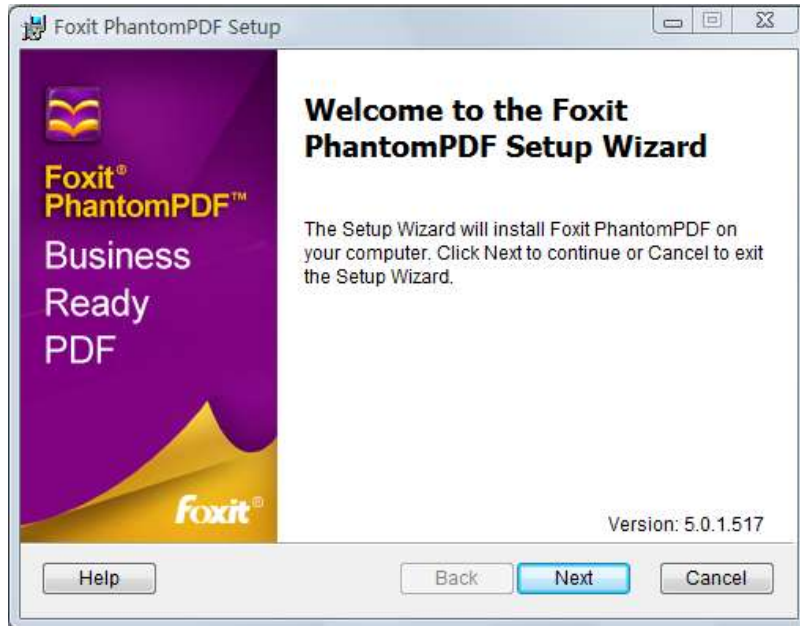 Foxit PhantomPDF Setup
Foxit®
PhantomPDF™
Business
Ready
PDF
foxit®
Welcome to the Foxit
PhantomPDF Setup Wizard
The Setup Wizard will install Foxit PhantomPDF on
your computer. Click Next to continue or Cancel to exit
the Setup Wizard.
Version: 5.0.1.517
Help
Back
Next
Cancel